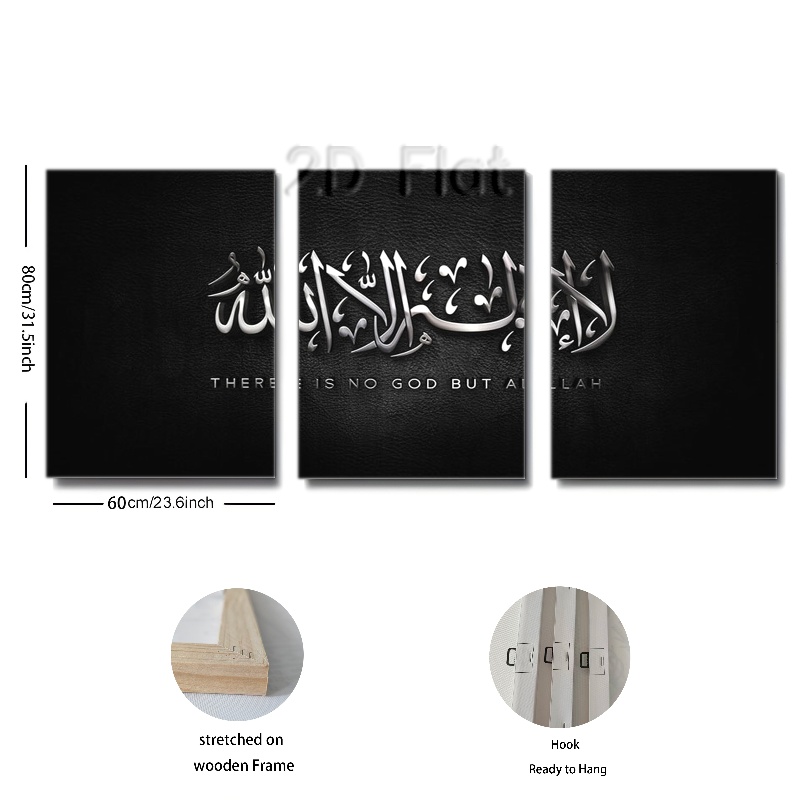 2D Flat
لا إله إلا الله
THERE IS NO GOD BUT ALLAH
80cm/31.5inch
60cm/23.6inch
stretched on
wooden Frame
Hook
Ready to Hang